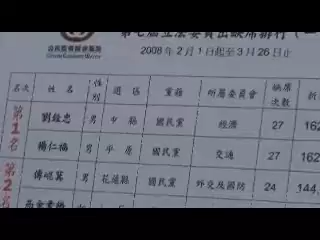 第七屆立法委員出缺席排行（一
公民監督國會聯盟
2008年2月1日起至3月26日止
名次 姓名 性別 選區 黨籍 所屬委員會 缺席次數 折
第1名 劉銓忠 男 中縣 國民黨 經濟 27 162
楊仁福 男 平原 國民黨 交通 27 162
第2名 傅崐萁 男 花蓮縣 國民黨 外交及國防 24 144,